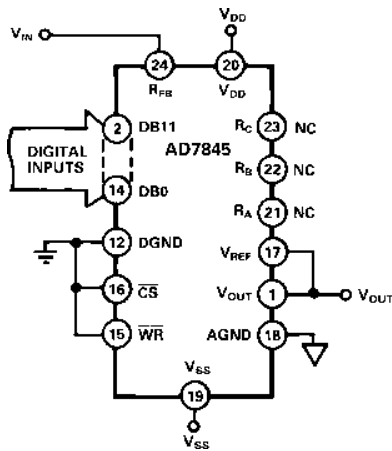 VIN
VDD
24
20
RFB
VDD
2
DB11
AD7845
RC
23
NC
DIGITAL
INPUTS
RB
22
NC
14
DB0
RA
21
NC
12
DGND
VREF
17
16
CS
VOUT
1
VOUT
15
WR
AGND
18
VSS
19
VSS